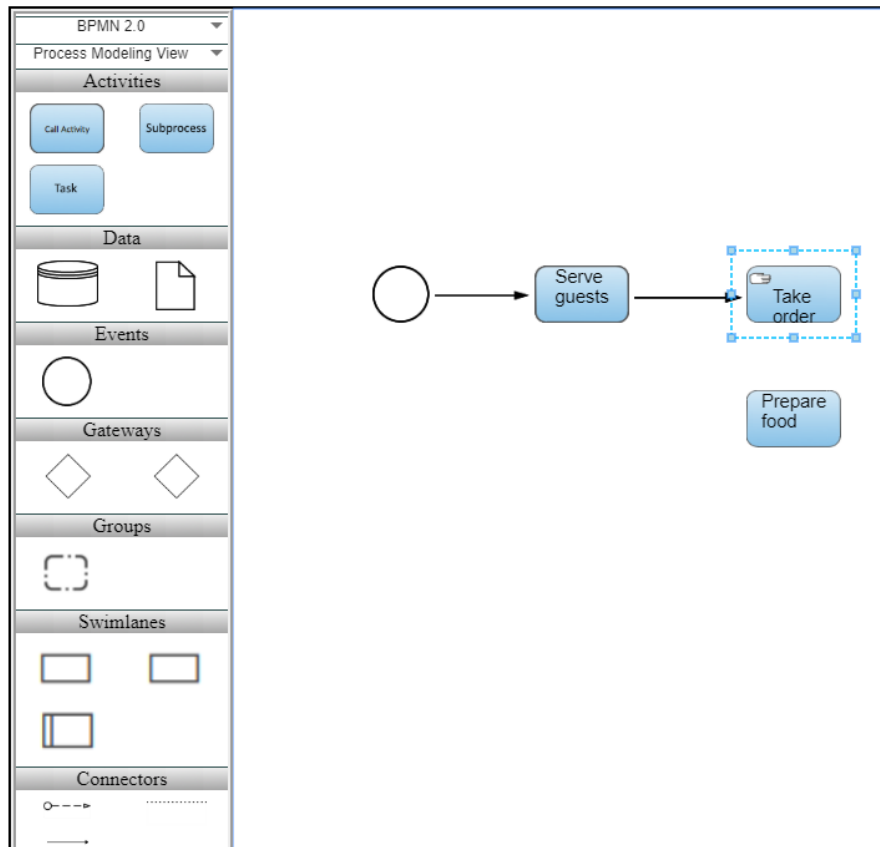 BPMN 2.0
Process Modeling View
Activities
Call Activity
Subprocess
Task
Data
Events
Gateways
Groups
Swimlanes
Connectors
Serve
guests
Take
order
Prepare
food